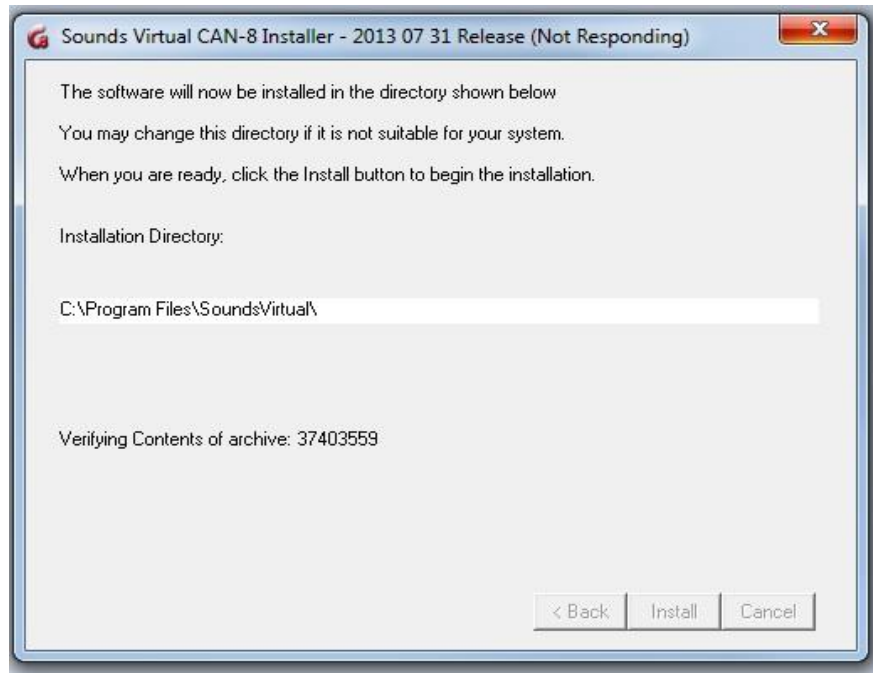 Sounds Virtual CAN-8 Installer - 2013 07 31 Release (Not Responding)
The software will now be installed in the directory shown below
You may change this directory if it is not suitable for your system.
When you are ready, click the Install button to begin the installation.
Installation Directory:
C:\Program Files\SoundsVirtual\
Verifying Contents of archive: 37403559
< Back Install Cancel